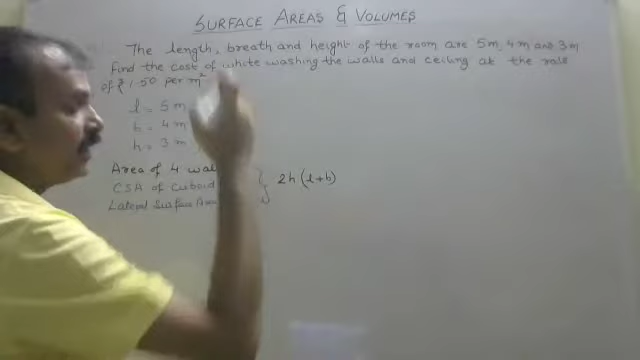 SURFACE AREAS & VOLUMES
The length, breath and height of the room are 5m, 4m and 3m
Find the cost of white washing the walls and ceiling at the rate
of ₹ 1.50 per m²
l = 5 m
b = 4 m
h = 3 m
Area of 4
CSA of Cuboid
Lateral Surface Area
} 2h (l+b)